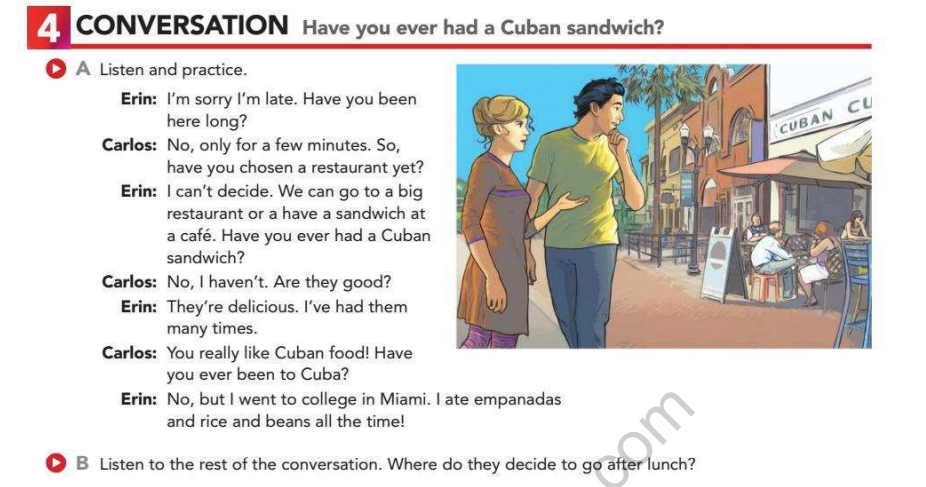 4 CONVERSATION Have you ever had a Cuban sandwich?
A Listen and practice.
Erin: I'm sorry I'm late. Have you been
here long?
Carlos: No, only for a few minutes. So,
have you chosen a restaurant yet?
Erin: I can't decide. We can go to a big
restaurant or a have a sandwich at
a café. Have you ever had a Cuban
sandwich?
Carlos: No, I haven't. Are they good?
Erin: They're delicious. I've had them
many times.
Carlos: You really like Cuban food! Have
you ever been to Cuba?
Erin: No, but I went to college in Miami. I ate empanadas
and rice and beans all the time!
CUBAN CU
.com
B Listen to the rest of the conversation. Where do they decide to go after lunch?